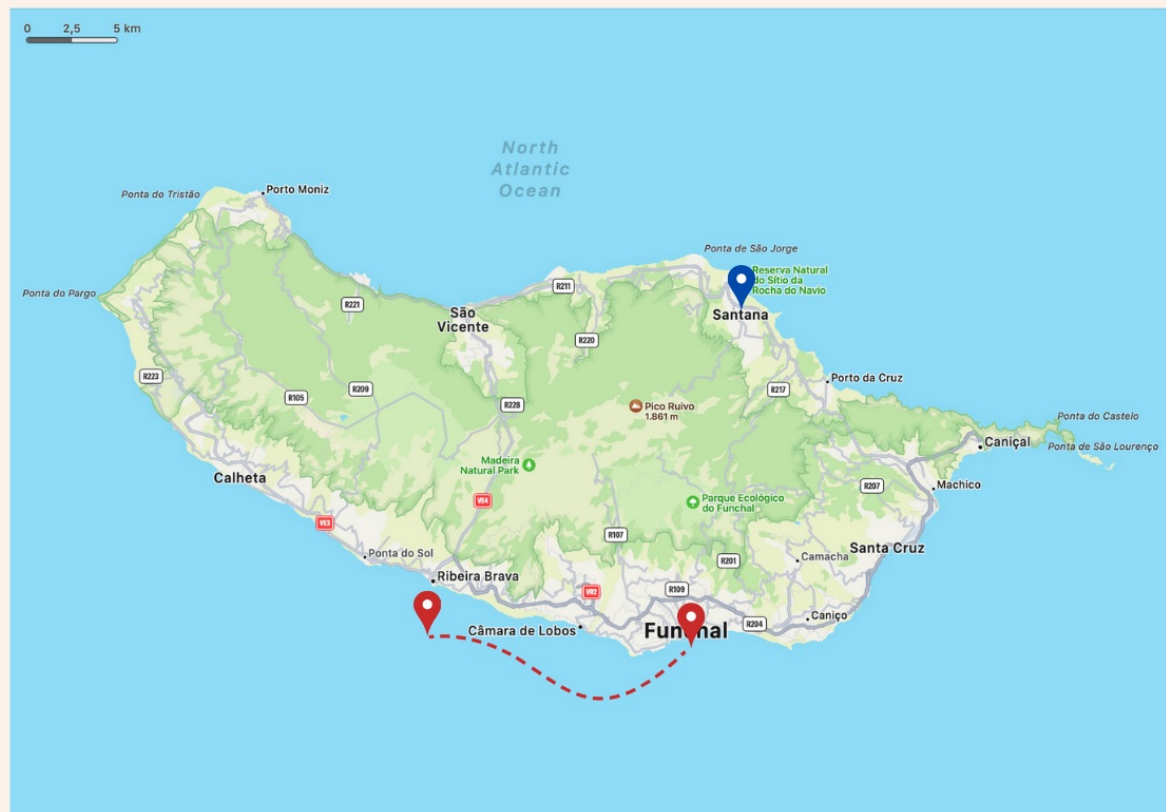 0 2,5 5 km
North
Atlantic
Ocean
Ponta do Tristão
Porto Moniz
Ponta de São Jorge
Reserva Natural
do Sítio da
Rocha do Navio
Ponta do Pargo
R221
R211
São
Vicente
Santana
R220
R223
R209
R105
R217
Porto da Cruz
R228
Pico Ruivo
1.861 m
Ponta do Castelo
Caniçal
Ponta de São Lourenço
Madeira
Natural Park
Calheta
R207
Machico
VE4
Parque Ecológico
do Funchal
VE3
R107
Santa Cruz
Ponta do Sol
R201
Camacha
Ribeira Brava
R109
Câmara de Lobos
R204
Caniço